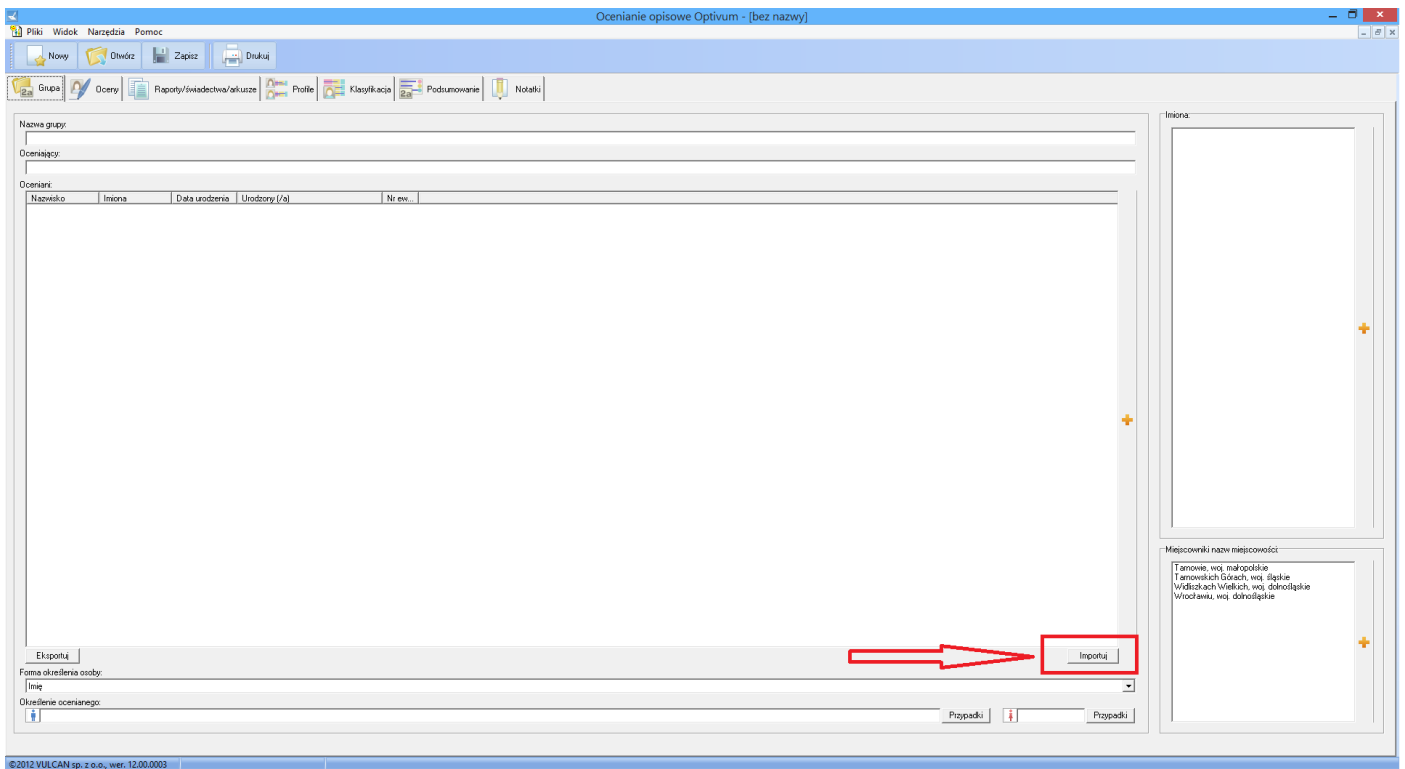 Ocenianie opisowe Optivum - [bez nazwy]
Pliki Widok Narzędzia Pomoc
Nowy Otwórz Zapisz Drukuj
Grupa Oceny Raporty/świadectwa/arkusze Profile Klasyfikacja Podsumowanie Notatki
Nazwa grupy:
Imiona:
Oceniający:
Oceniani:
Nazwisko Imiona Data urodzenia Urodzony (/a) Nr ew...
Miejscowniki nazw miejscowości:
Tarnowie, woj. małopolskie
Tarnowskich Górach, woj. śląskie
Widliszkach Wielkich, woj. dolnośląskie
Wrocławiu, woj. dolnośląskie
Eksportuj Importuj
Forma określenia osoby:
Imię
Określenie ocenianego:
Przypadki Przypadki
©2012 VULCAN sp. z o.o., wer. 12.00.0003